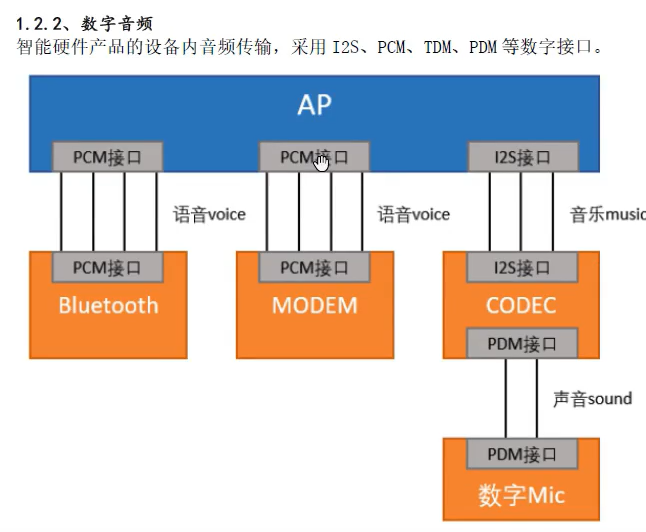 1.2.2、数字音频
智能硬件产品的设备内音频传输，采用 I2S、PCM、TDM、PDM 等数字接口。
AP
PCM接口 PCM接口 I2S接口
语音voice 语音voice 音乐music
PCM接口 PCM接口 I2S接口
Bluetooth MODEM CODEC
PDM接口
声音sound
PDM接口
数字Mic